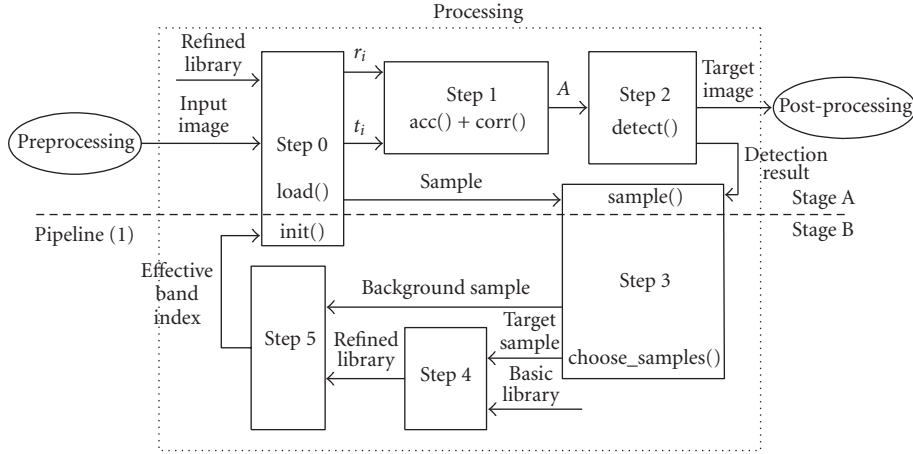 Processing
Refined
library
Input
image
Preprocessing
Step 0
load()
init()
r_i
t_i
Step 1
acc() + corr()
A
Step 2
detect()
Target
image
Post-processing
Detection
result
Sample
sample()
Stage A
Stage B
Pipeline (1)
Effective
band
index
Background sample
Step 3
choose_samples()
Target
sample
Step 5
Refined
library
Step 4
Basic
library